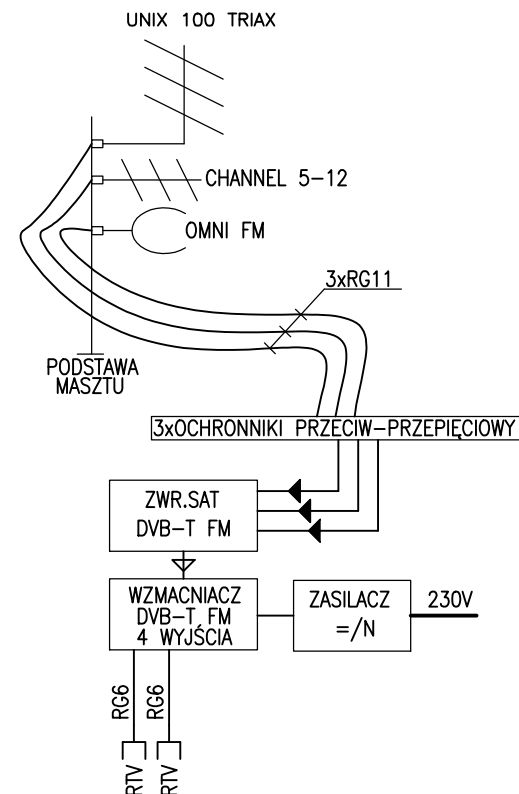 UNIX 100 TRIAX
CHANNEL 5-12
OMNI FM
3xRG11
PODSTAWA
MASZTU
3xOCHRONNIKI PRZECIW-PRZEPIĘCIOWY
ZWR.SAT
DVB-T FM
WZMACNIACZ
DVB-T FM
4 WYJŚCIA
ZASILACZ
=/N
230V
RG6
RG6
RTV
RTV